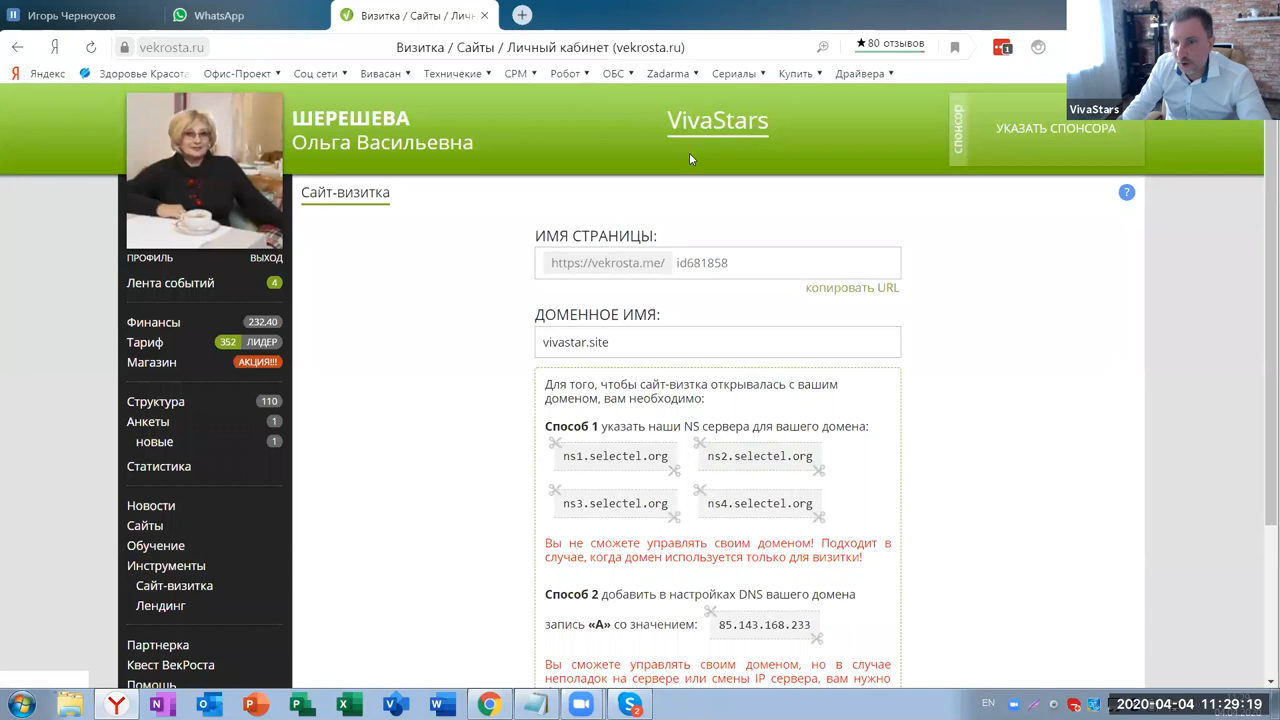 Игорь Черноусов
WhatsApp
Визитка / Сайты / Личн
vekrosta.ru
Визитка / Сайты / Личный кабинет (vekrosta.ru)
★80 отзывов
1
Яндекс
Здоровье Красота
Офис-Проект
Соц сети
Вивасан
Техничекие
СРМ
робот
ОБС
Zadarma
Сериалы
Купить
Драйвера
VivaStars
ШЕРЕШЕВА
Ольга Васильевна
VivaStars
спонсор
УКАЗАТЬ СПОНСОРА
ПРОФИЛЬ
ВЫХОД
Лента событий 4
Финансы 232,40
Тариф 352 ЛИДЕР
Магазин АКЦИЯ!!!
Структура 110
Анкеты 1
новые 1
Статистика
Новости
Сайты
Обучение
Инструменты
Сайт-визитка
Лендинг
Партнерка
Квест ВекРоста
Помощь
Сайт-визитка
?
ИМЯ СТРАНИЦЫ:
https://vekrosta.me/ id681858
копировать URL
ДОМЕННОЕ ИМЯ:
vivastar.site
Для того, чтобы сайт-визтка открывалась с вашим
доменом, вам необходимо:
Способ 1 указать наши NS сервера для вашего домена:
ns1.selectel.org ns2.selectel.org
ns3.selectel.org ns4.selectel.org
Вы не сможете управлять своим доменом! Подходит в
случае, когда домен используется только для визитки!
Способ 2 добавить в настройках DNS вашего домена
запись «А» со значением: 85.143.168.233
Вы сможете управлять своим доменом, но в случае
неполадок на сервере или смены IP сервера, вам нужно
EN
2020-04-04 11:29:19
2